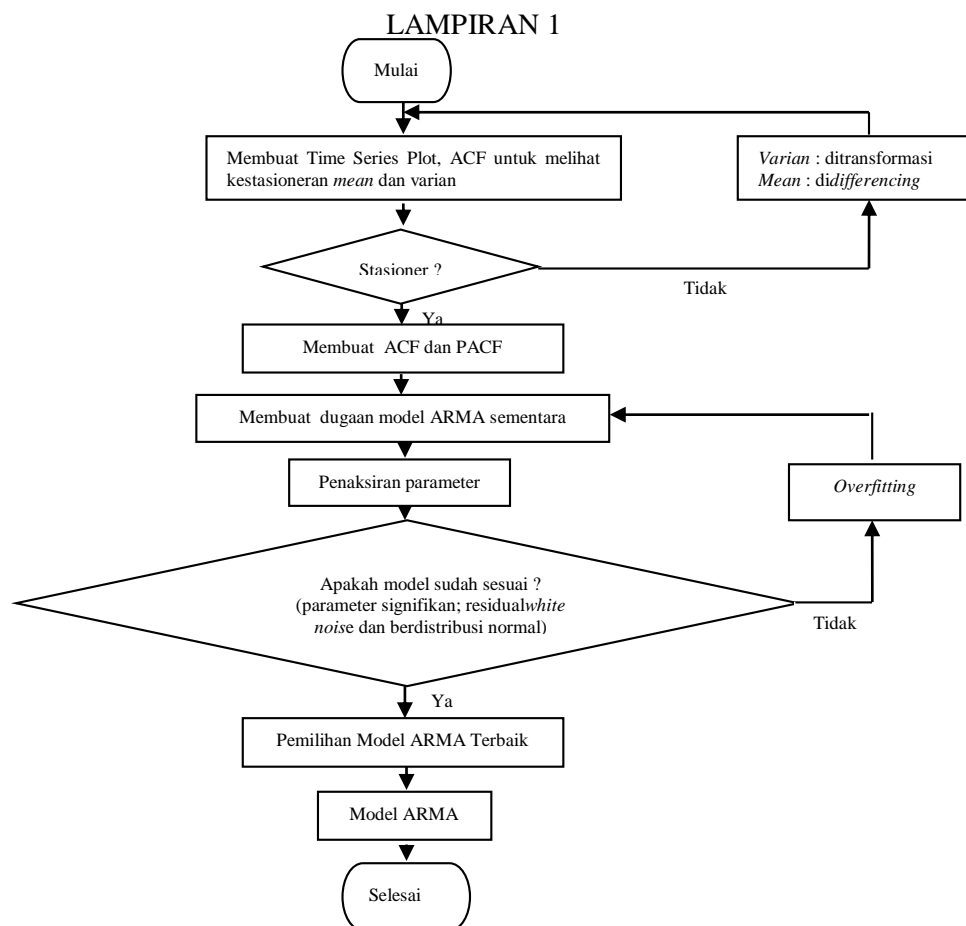 LAMPIRAN 1
Mulai
Membuat Time Series Plot, ACF untuk melihat
kestasioneran mean dan varian
Varian : ditransformasi
Mean : didifferencing
Stasioner ?
Tidak
Ya
Membuat ACF dan PACF
Membuat dugaan model ARMA sementara
Penaksiran parameter
Overfitting
Apakah model sudah sesuai ?
(parameter signifikan; residualwhite
noise dan berdistribusi normal)
Tidak
Ya
Pemilihan Model ARMA Terbaik
Model ARMA
Selesai